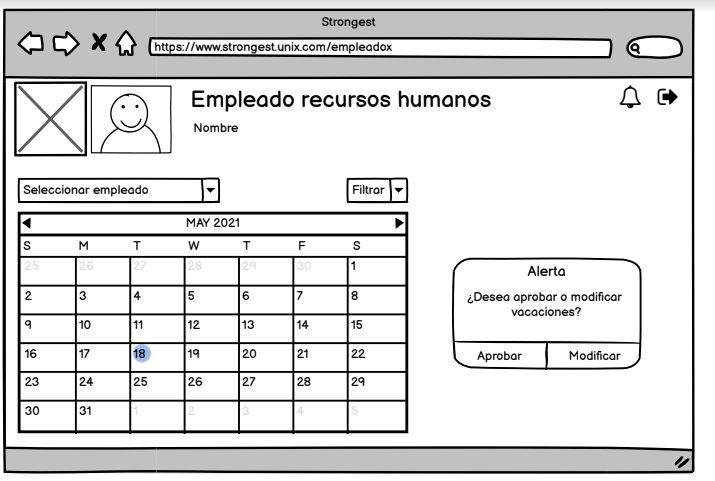 Strongest
https://www.strongest.unix.com/empleadox
Empleado recursos humanos
Nombre
Seleccionar empleado
Filtrar
MAY 2021
S M T W T F S
25 26 27 28 29 30 1
2 3 4 5 6 7 8
9 10 11 12 13 14 15
16 17 18 19 20 21 22
23 24 25 26 27 28 29
30 31 1 2 3 4 5
Alerta
¿Desea aprobar o modificar
vacaciones?
Aprobar Modificar